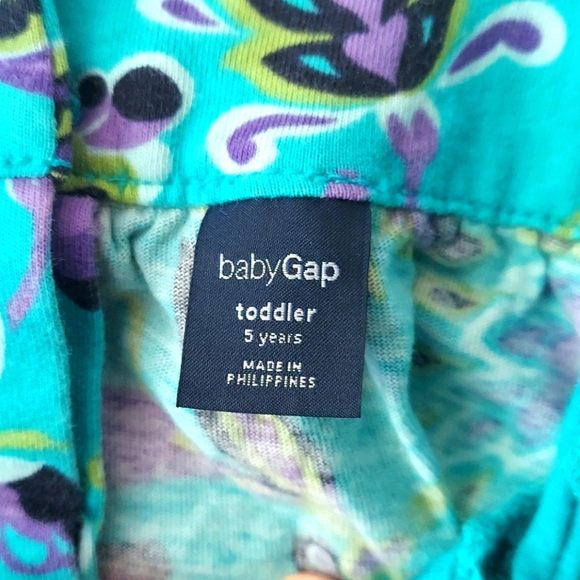 babyGap
toddler
5 years
MADE IN
PHILIPPINES